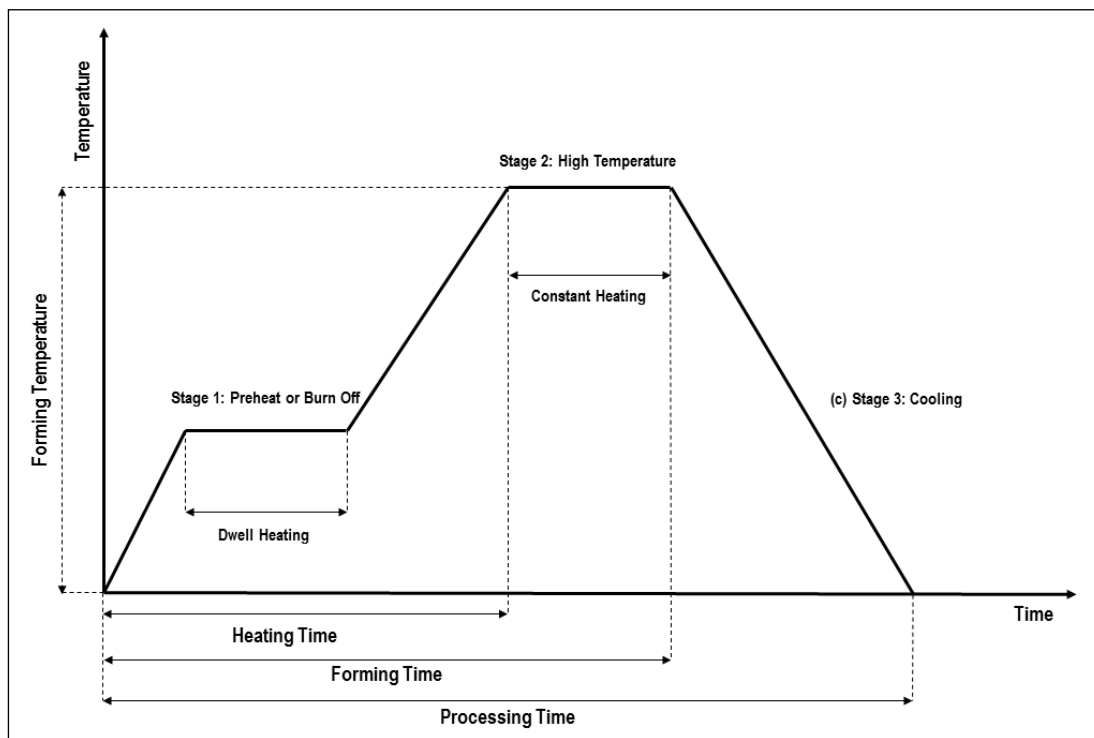 Temperature
Stage 2: High Temperature
Constant Heating
Forming Temperature
Stage 1: Preheat or Burn Off
(c) Stage 3: Cooling
Dwell Heating
Time
Heating Time
Forming Time
Processing Time